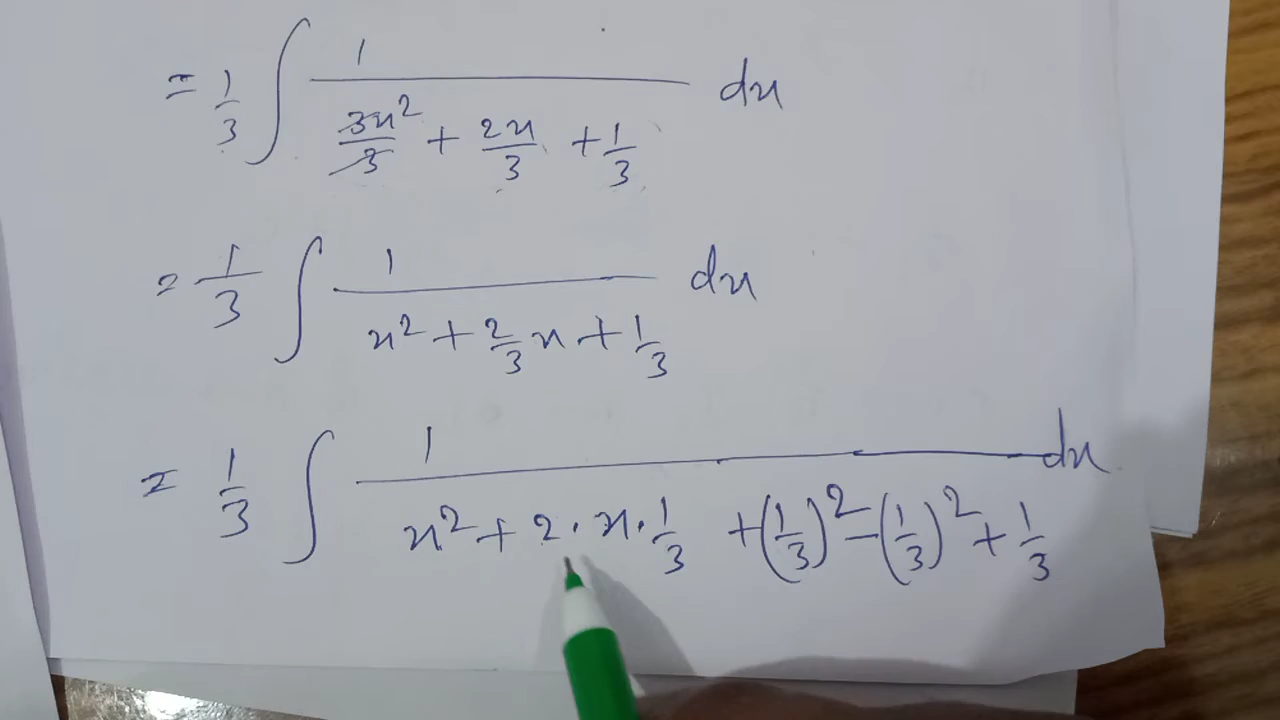 = 1/3 ∫ 1/(3x²/3 + 2x/3 + 1/3) dx
= 1/3 ∫ 1/(x² + 2/3 x + 1/3) dx
= 1/3 ∫ 1/(x² + 2·x·1/3 + (1/3)² - (1/3)² + 1/3) dx